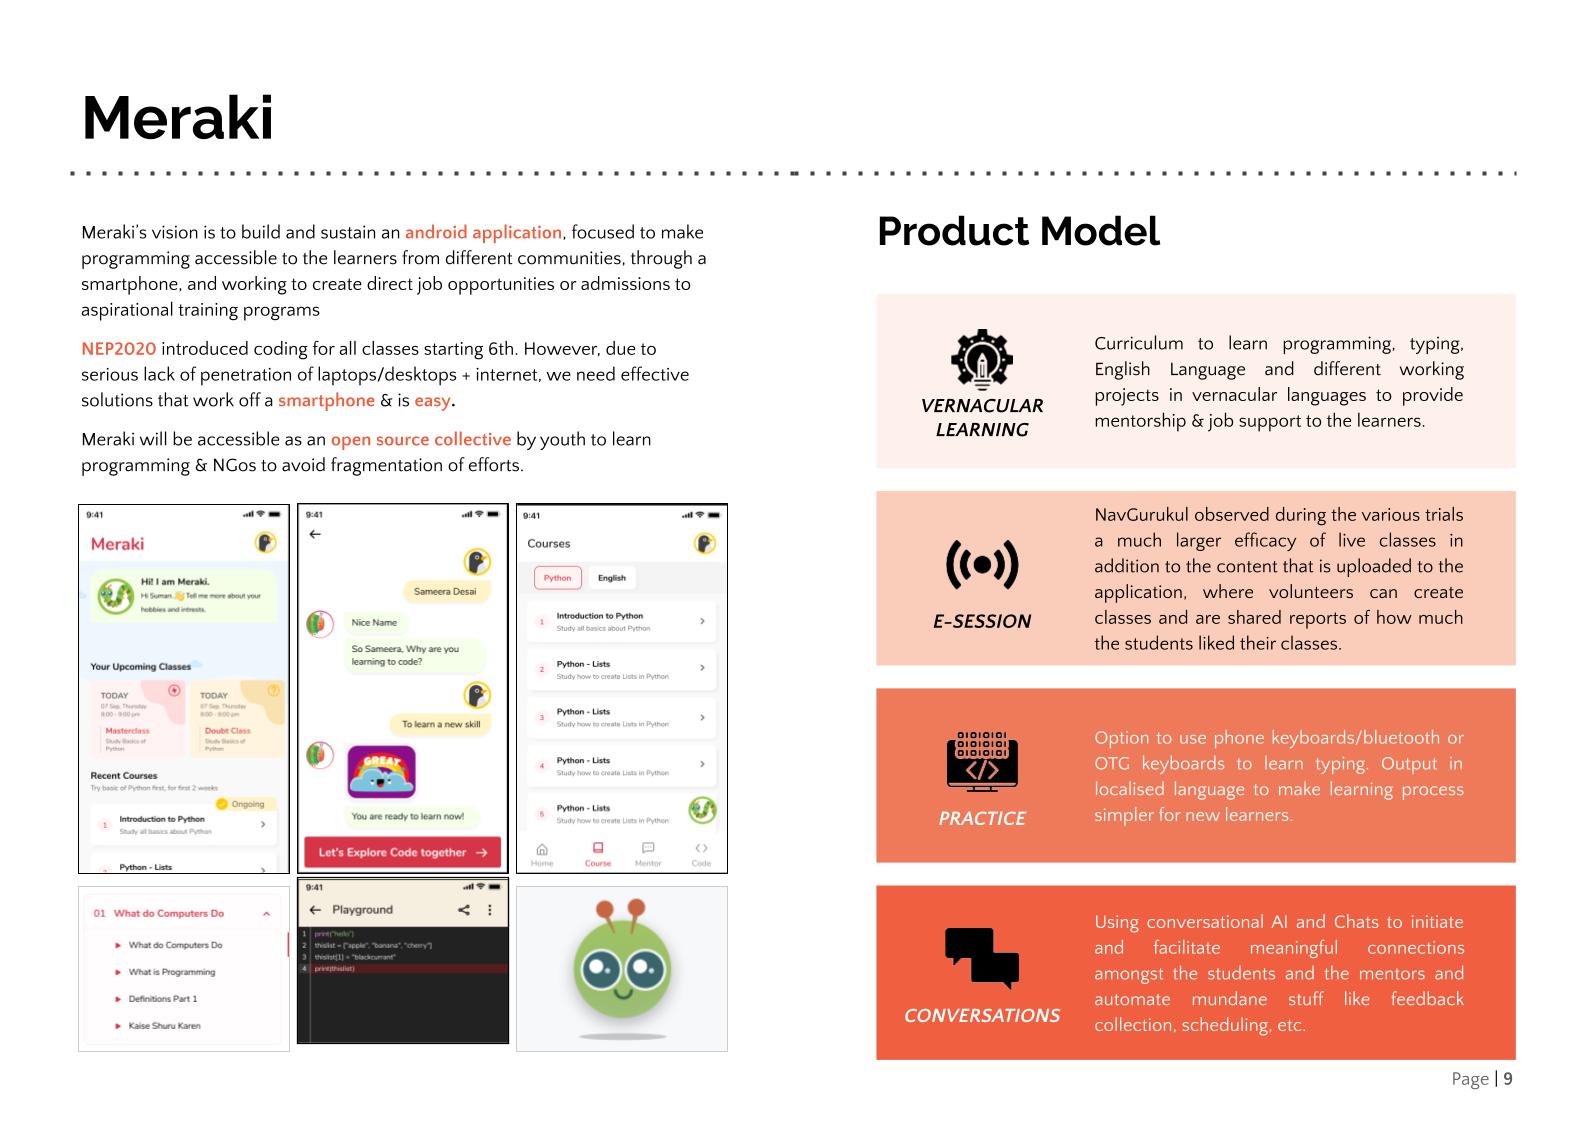 Meraki
Meraki's vision is to build and sustain an android application, focused to make
programming accessible to the learners from different communities, through a
smartphone, and working to create direct job opportunities or admissions to
aspirational training programs
NEP2020 introduced coding for all classes starting 6th. However, due to
serious lack of penetration of laptops/desktops + internet, we need effective
solutions that work off a smartphone & is easy.
Meraki will be accessible as an open source collective by youth to learn
programming & NGos to avoid fragmentation of efforts.
9:41
Meraki
Hi! I am Meraki.
Hi Suman.👋Tell me more about your
hobbies and intrests.
Your Upcoming Classes
TODAY
07 Sep, Thursday
8:00 - 9:00 pm
Masterclass
Study Basics of
Python
TODAY
07 Sep, Thursday
8:00 - 9:00 pm
Doubt Class
Study Basics of
Python
Recent Courses
Try basic of Python first, for first 2 weeks
Ongoing
1 Introduction to Python
Study all basics about Python
Python - Lists
9:41
Sameera Desai
Nice Name
So Sameera, Why are you
learning to code?
To learn a new skill
GREAT
You are ready to learn now!
Let's Explore Code together →
9:41
Courses
Python English
1 Introduction to Python
Study all basics about Python
2 Python - Lists
Study how to create Lists in Python
3 Python - Lists
Study how to create Lists in Python
4 Python - Lists
Study how to create Lists in Python
5 Python - Lists
Study how to create Lists in Python
Home Course Mentor Code
01 What do Computers Do
What do Computers Do
What is Programming
Definitions Part 1
Kaise Shuru Karen
9:41
Playground
1 print("hello")
2 thislist = ["apple", "banana", "cherry"]
3 thislist[1] = "blackcurrant"
4 print(thislist)
Product Model
VERNACULAR
LEARNING
Curriculum to learn programming, typing,
English Language and different working
projects in vernacular languages to provide
mentorship & job support to the learners.
E-SESSION
NavGurukul observed during the various trials
a much larger efficacy of live classes in
addition to the content that is uploaded to the
application, where volunteers can create
classes and are shared reports of how much
the students liked their classes.
PRACTICE
Option to use phone keyboards/bluetooth or
OTG keyboards to learn typing. Output in
localised language to make learning process
simpler for new learners.
CONVERSATIONS
Using conversational AI and Chats to initiate
and facilitate meaningful connections
amongst the students and the mentors and
automate mundane stuff like feedback
collection, scheduling, etc.
Page | 9